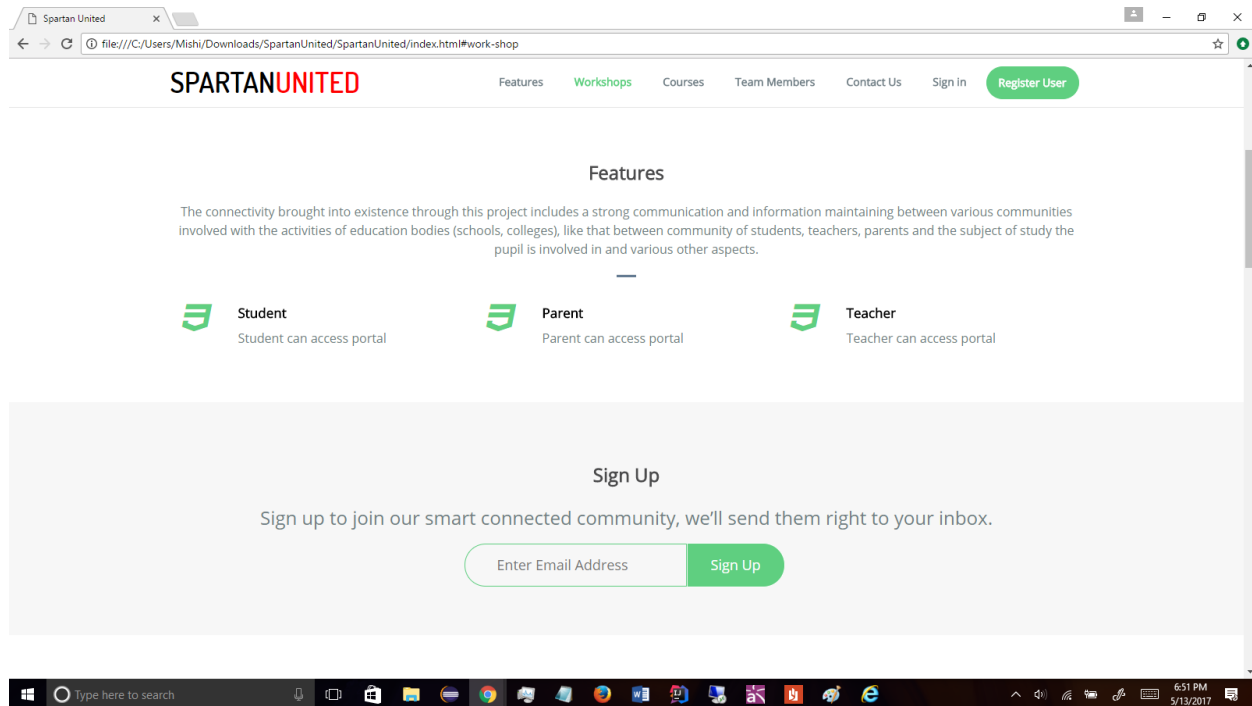 Spartan United
file:///C:/Users/Mishi/Downloads/SpartanUnited/SpartanUnited/index.html#work-shop
SPARTANUNITED
Features Workshops Courses Team Members Contact Us Sign in Register User
Features
The connectivity brought into existence through this project includes a strong communication and information maintaining between various communities
involved with the activities of education bodies (schools, colleges), like that between community of students, teachers, parents and the subject of study the
pupil is involved in and various other aspects.
Student Parent Teacher
Student can access portal Parent can access portal Teacher can access portal
Sign Up
Sign up to join our smart connected community, we'll send them right to your inbox.
Enter Email Address Sign Up
Type here to search
6:51 PM
5/13/2017